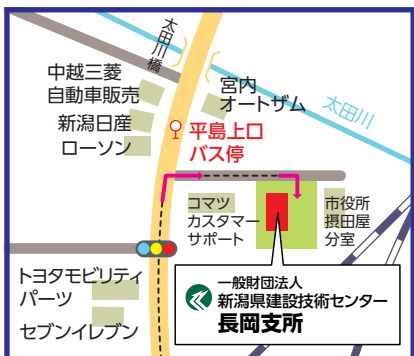 太田川橋
中越三菱
自動車販売
新潟日産
ローソン
宮内
オートザム
太田川
平島上口
バス停
コマツ
カスタマー
サポート
市役所
摂田屋
分室
トヨタモビリティ
パーツ
セブンイレブン
一般財団法人
新潟県建設技術センター
長岡支所